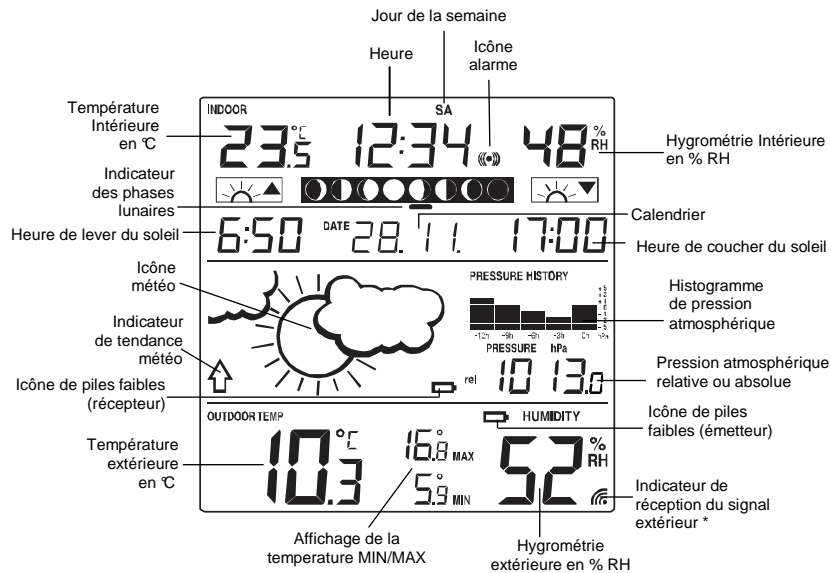 Jour de la semaine
Heure
Icône
alarme
Température
Intérieure
en °C
INDOOR
SA
23.5 °C
12:34
48 % RH
Hygrométrie Intérieure
en % RH
Indicateur
des phases
lunaires
Calendrier
Heure de lever du soleil
6:50
DATE 28. 11.
17:00
Heure de coucher du soleil
Icône
météo
PRESSURE HISTORY
Histogramme
de pression
atmosphérique
-12h -9h -6h -3h 0h hPa
Indicateur
de tendance
météo
PRESSURE hPa
rel 1013.0
Pression atmosphérique
relative ou absolue
Icône de piles faibles
(récepteur)
OUTDOOR TEMP
HUMIDITY
Icône de piles
faibles (émetteur)
Température
extérieure
en °C
10.3 °C
16.8° MAX
5.9° MIN
52 % RH
Indicateur de
réception du signal
extérieur *
Affichage de la
temperature MIN/MAX
Hygrométrie
extérieure en % RH